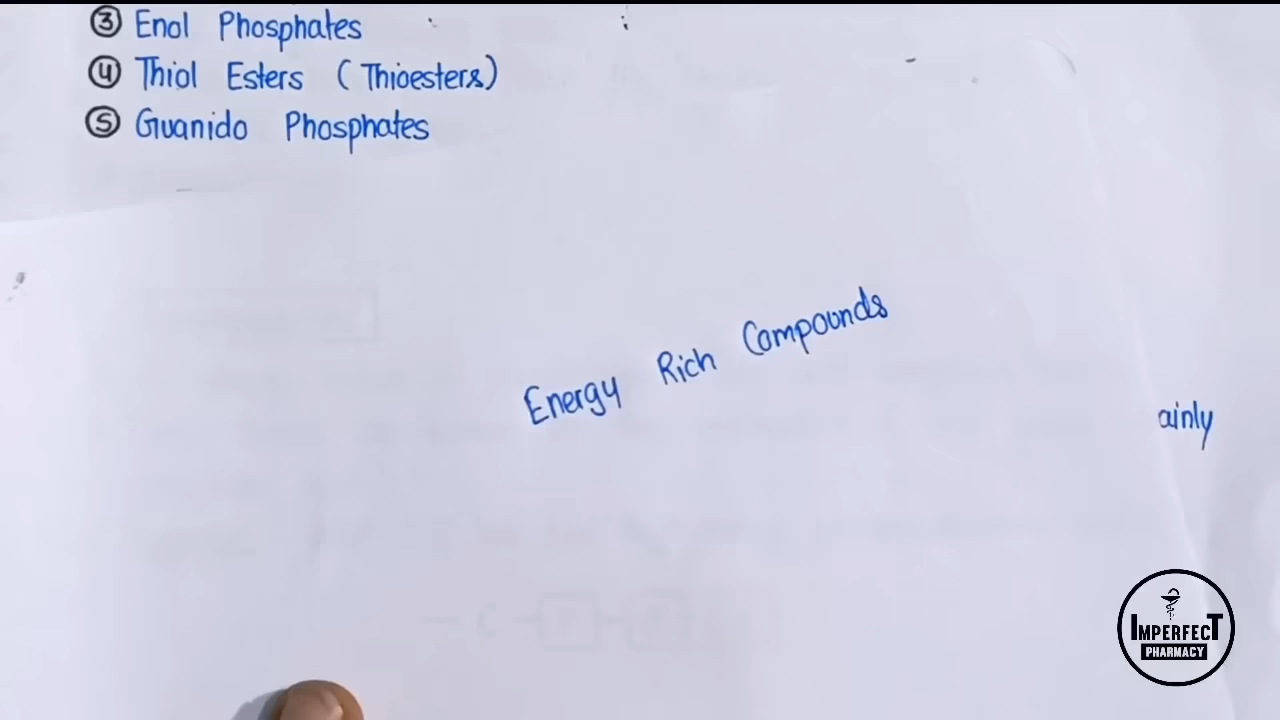 ③ Enol Phosphates
④ Thiol Esters (Thioesters)
⑤ Guanido Phosphates
Energy Rich Compounds
ainly
IMPERFECT
PHARMACY